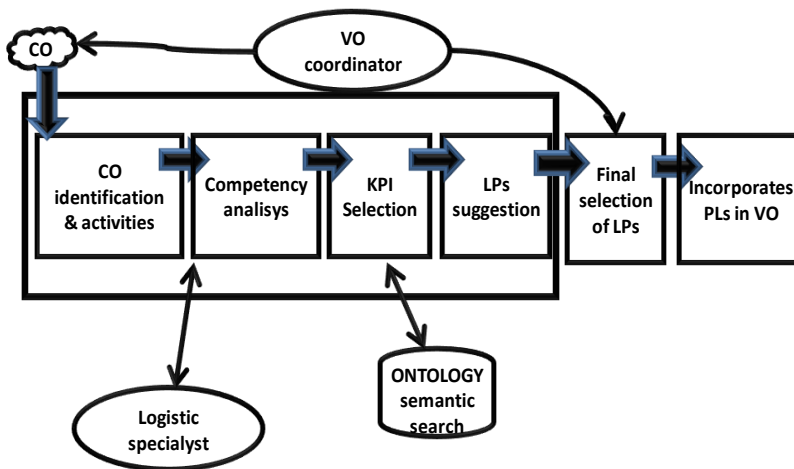 CO
VO
coordinator
CO
identification
& activities
Competency
analisys
KPI
Selection
LPs
suggestion
Final
selection
of LPs
Incorporates
PLs in VO
Logistic
specialyst
ONTOLOGY
semantic
search